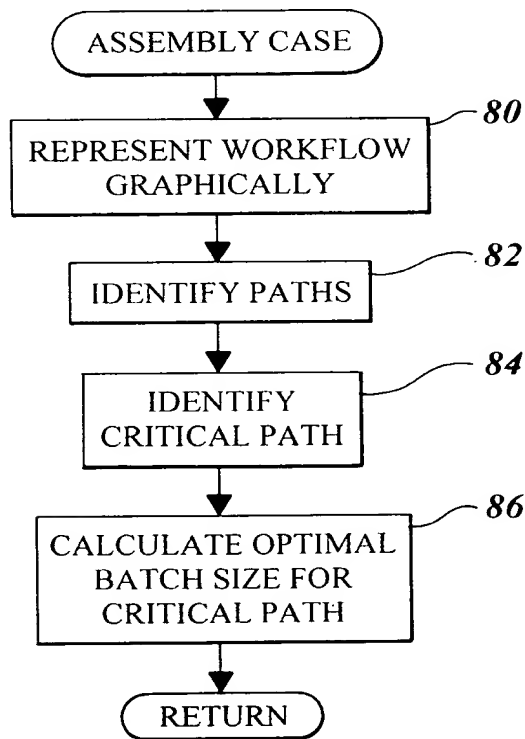 ASSEMBLY CASE
80
REPRESENT WORKFLOW
GRAPHICALLY
82
IDENTIFY PATHS
84
IDENTIFY
CRITICAL PATH
86
CALCULATE OPTIMAL
BATCH SIZE FOR
CRITICAL PATH
RETURN